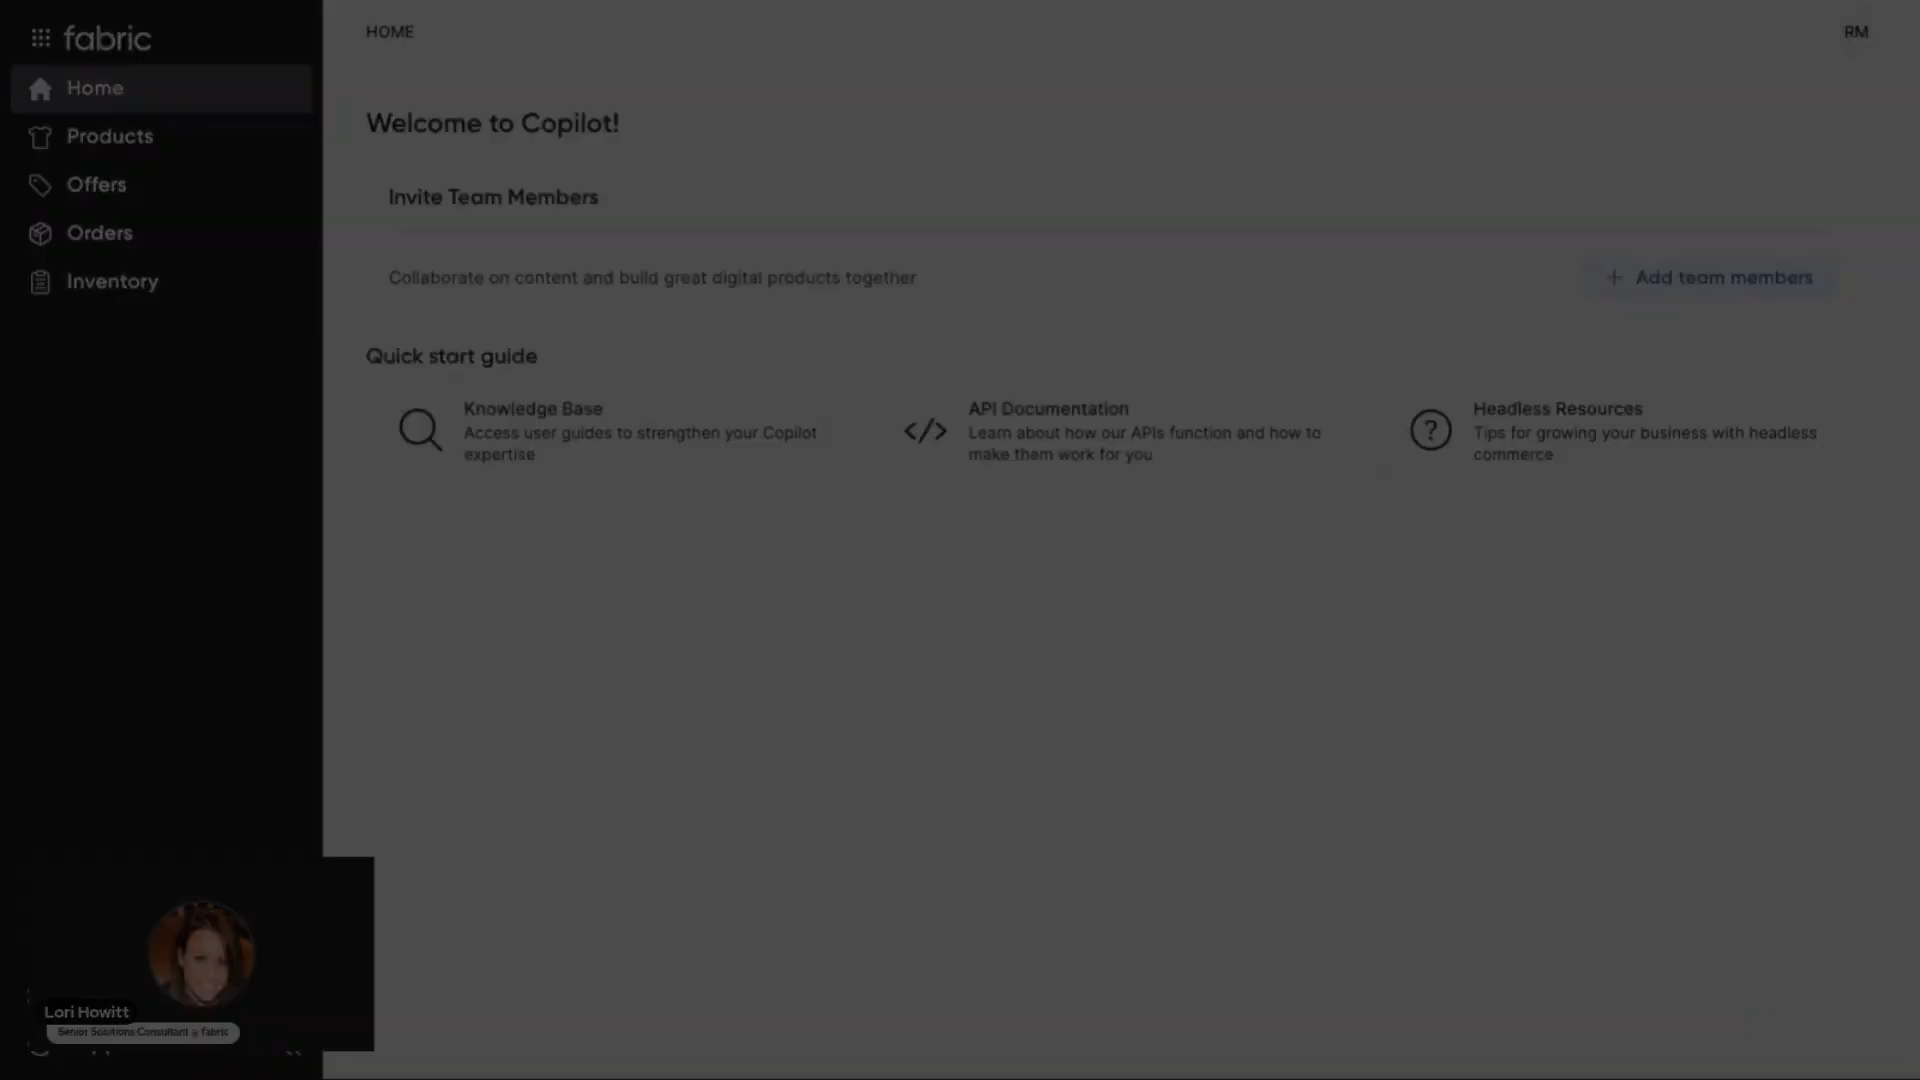 fabric
Home
Products
Offers
Orders
Inventory
HOME
RM
Welcome to Copilot!
Invite Team Members
Collaborate on content and build great digital products together
+ Add team members
Quick start guide
Knowledge Base
Access user guides to strengthen your Copilot
expertise
</>
API Documentation
Learn about how our APIs function and how to
make them work for you
?
Headless Resources
Tips for growing your business with headless
commerce
Lori Howitt
Senior Solutions Consultant @ fabric